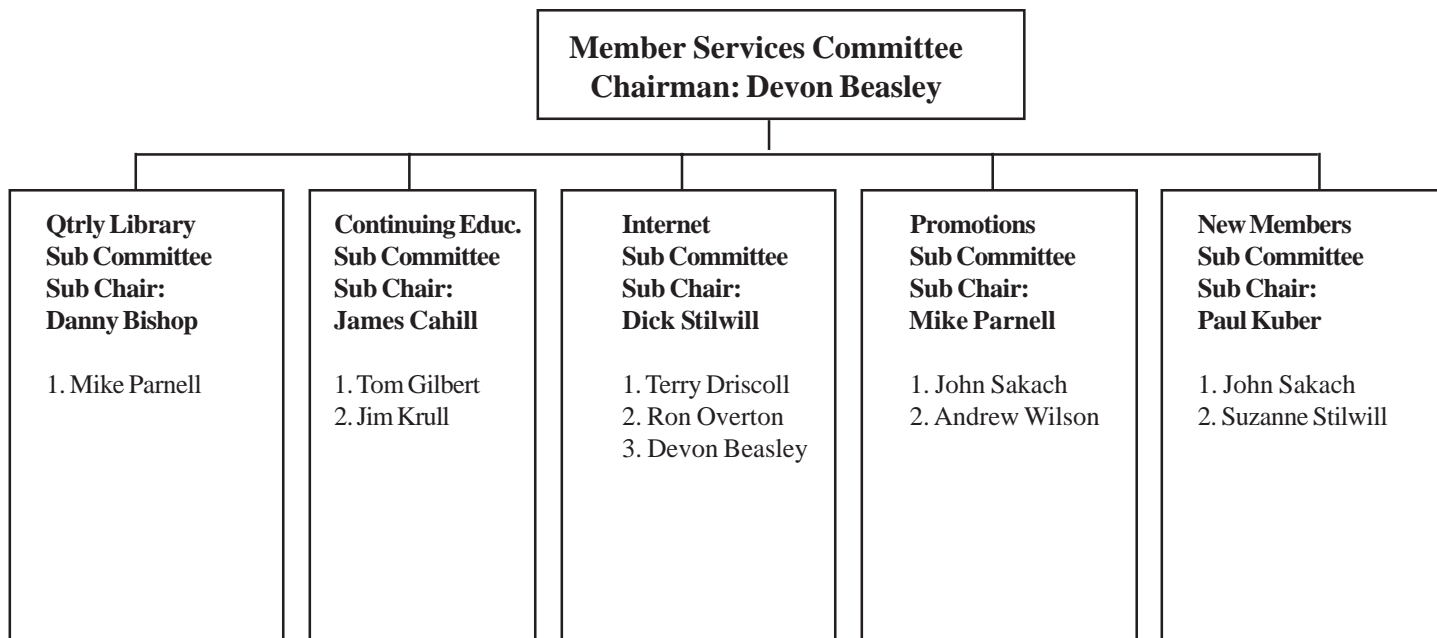 Member Services Committee
Chairman: Devon Beasley
Qtrly Library
Sub Committee
Sub Chair:
Danny Bishop
1. Mike Parnell
Continuing Educ.
Sub Committee
Sub Chair:
James Cahill
1. Tom Gilbert
2. Jim Krull
Internet
Sub Committee
Sub Chair:
Dick Stilwill
1. Terry Driscoll
2. Ron Overton
3. Devon Beasley
Promotions
Sub Committee
Sub Chair:
Mike Parnell
1. John Sakach
2. Andrew Wilson
New Members
Sub Committee
Sub Chair:
Paul Kuber
1. John Sakach
2. Suzanne Stilwill